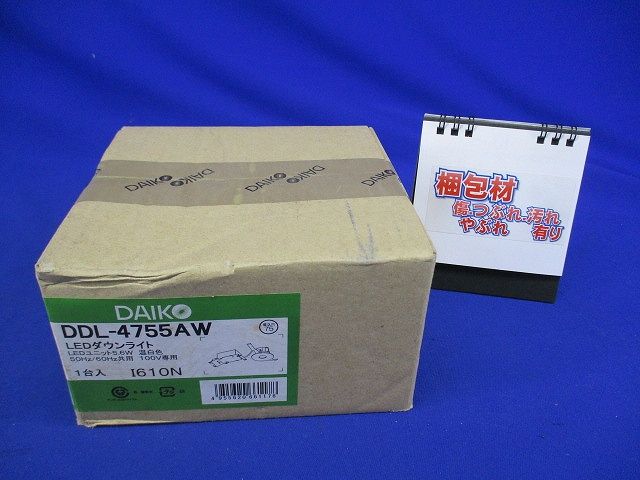 DAIKO DAIKO DAIKO DAIKO
DAIKO
DDL-4755AW
LEDダウンライト
LEDユニット5.6W 温白色
50Hz/60Hz共用 100V専用
1台入 I610N
梱包材
傷・つぶれ・汚れ
やぶれ 有り